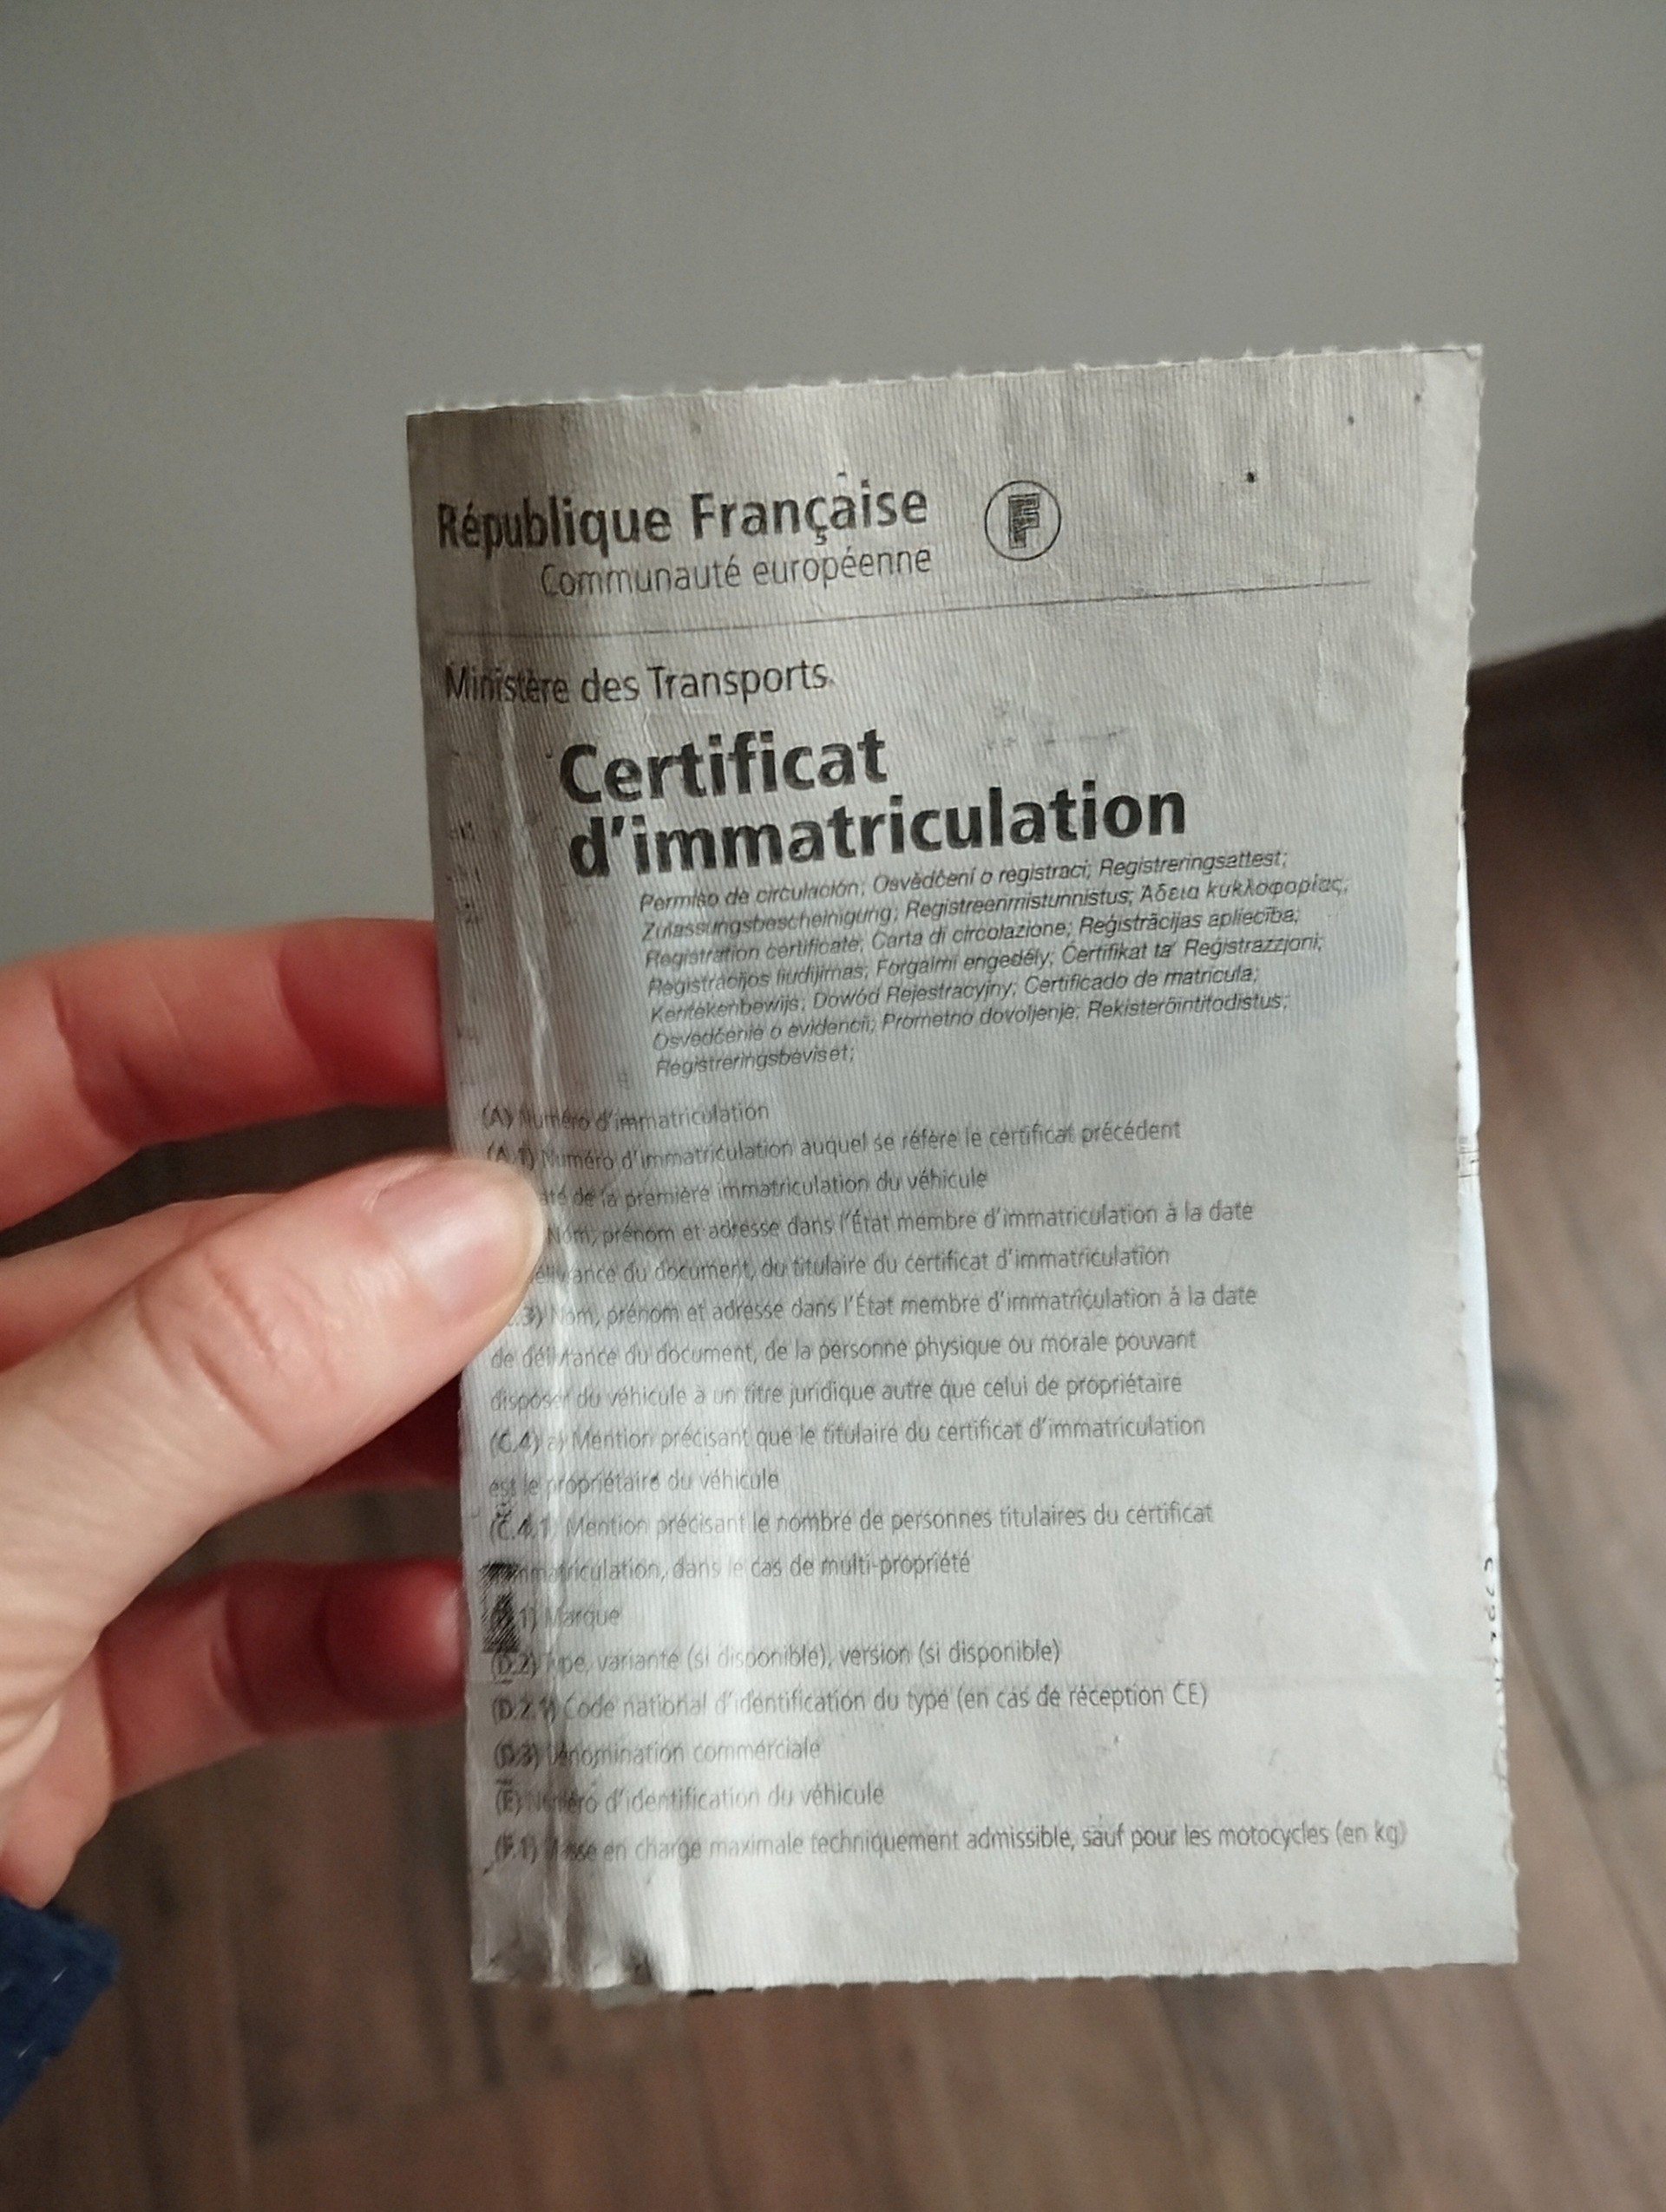 République Française
F
Communauté européenne
Ministère des Transports
Certificat
d'immatriculation
Permiso de circulación; Osvědčení o registraci; Registreringsattest;
Zulassungsbescheinigung; Registreerimistunnistus; Άδεια kukλοφορίας;
Registration certificate; Carta di circolazione; Reģistrācijas apliecība;
Registracijos liudijimas; Forgalmi engedély; Ċertifikat ta' Reġistrazzjoni;
Kentekenbewijs; Dowód Rejestracyjny; Certificado de matrícula;
Osvedčenie o evidencii; Prometno dovoljenje; Rekisteröintitodistus;
Registreringsbeviset;
(A) Numéro d'immatriculation
(A.1) Numéro d'immatriculation auquel se réfère le certificat précédent
de la première immatriculation du véhicule
Nom, prénom et adresse dans l'État membre d'immatriculation à la date
du document, du titulaire du certificat d'immatriculation
.3) Nom, prénom et adresse dans l'État membre d'immatriculation à la date
de délivrance du document, de la personne physique ou morale pouvant
disposer du véhicule à un titre juridique autre que celui de propriétaire
(C.4) a) Mention précisant que le titulaire du certificat d'immatriculation
est le propriétaire du véhicule
(C.4.1) Mention précisant le nombre de personnes titulaires du certificat
immatriculation, dans le cas de multi-propriété
.1) Marque
(D.2) Type, variante (si disponible), version (si disponible)
(D.2.1) Code national d'identification du type (en cas de réception CE)
(D.3) Dénomination commerciale
(E) Numéro d'identification du véhicule
(F.1) Masse en charge maximale techniquement admissible, sauf pour les motocycles (en kg)